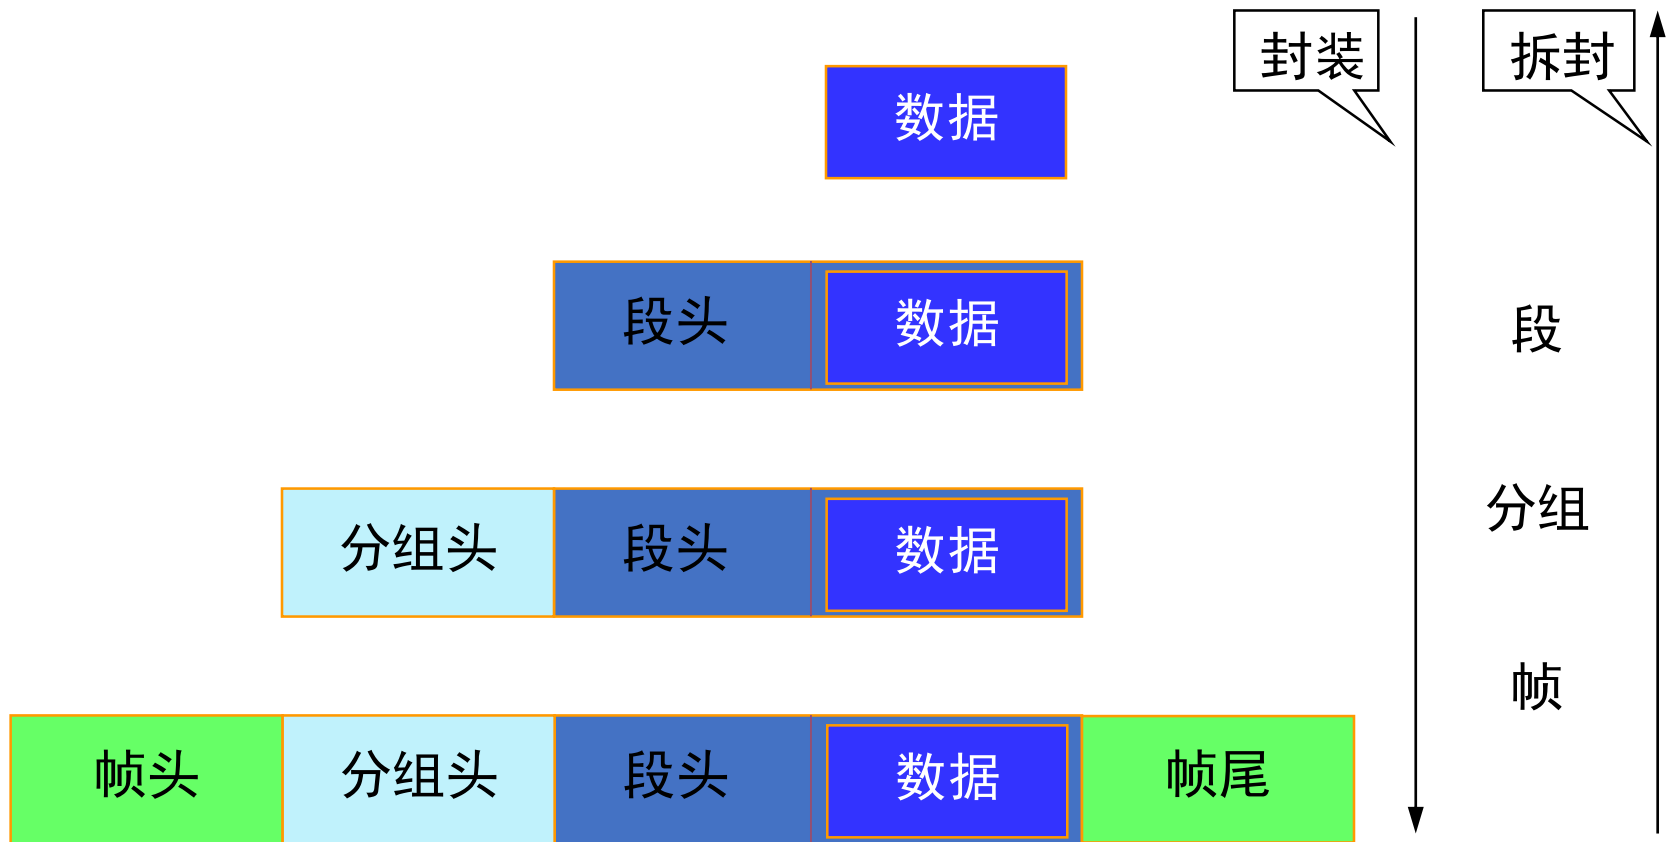 封装
拆封
数据
段头 数据
段
分组头 段头 数据
分组
帧
帧头 分组头 段头 数据 帧尾